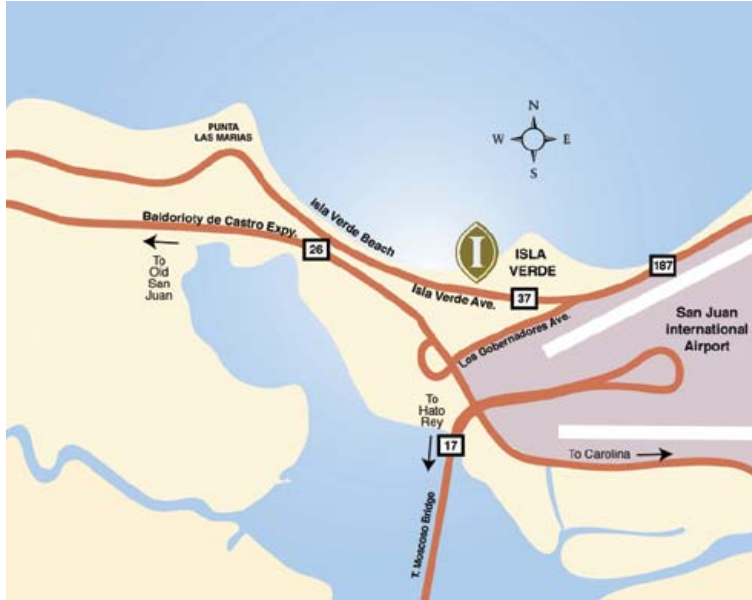 PUNTA
LAS MARIAS
N
W
E
S
Isla Verde Beach
Baldorioty de Castro Expy.
26
To
Old
San
Juan
I
ISLA
VERDE
187
Isla Verde Ave.
37
San Juan
international
Airport
Los Gobernadores Ave.
To
Hato
Rey
17
To Carolina
T. Moscoso Bridge